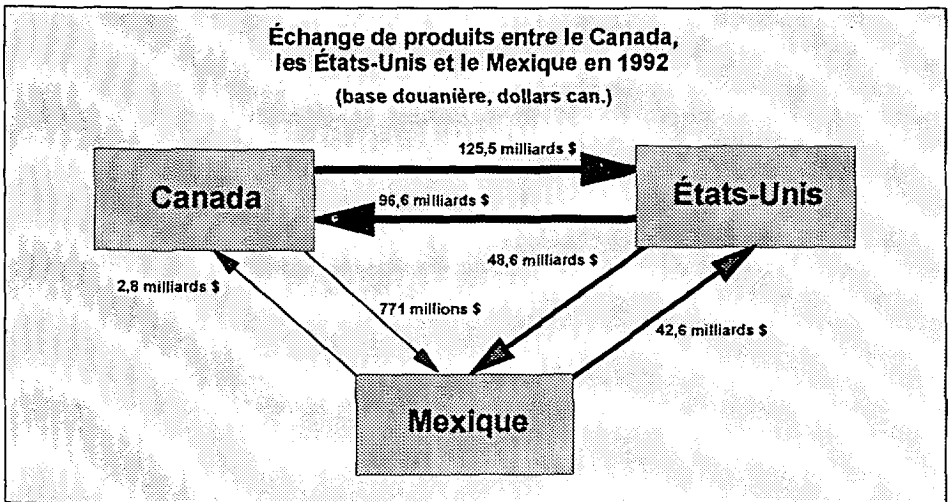 Échange de produits entre le Canada,
les États-Unis et le Mexique en 1992
(base douanière, dollars can.)
125,5 milliards $
Canada
États-Unis
96,6 milliards $
48,6 milliards $
2,8 milliards $
771 millions $
42,6 milliards $
Mexique